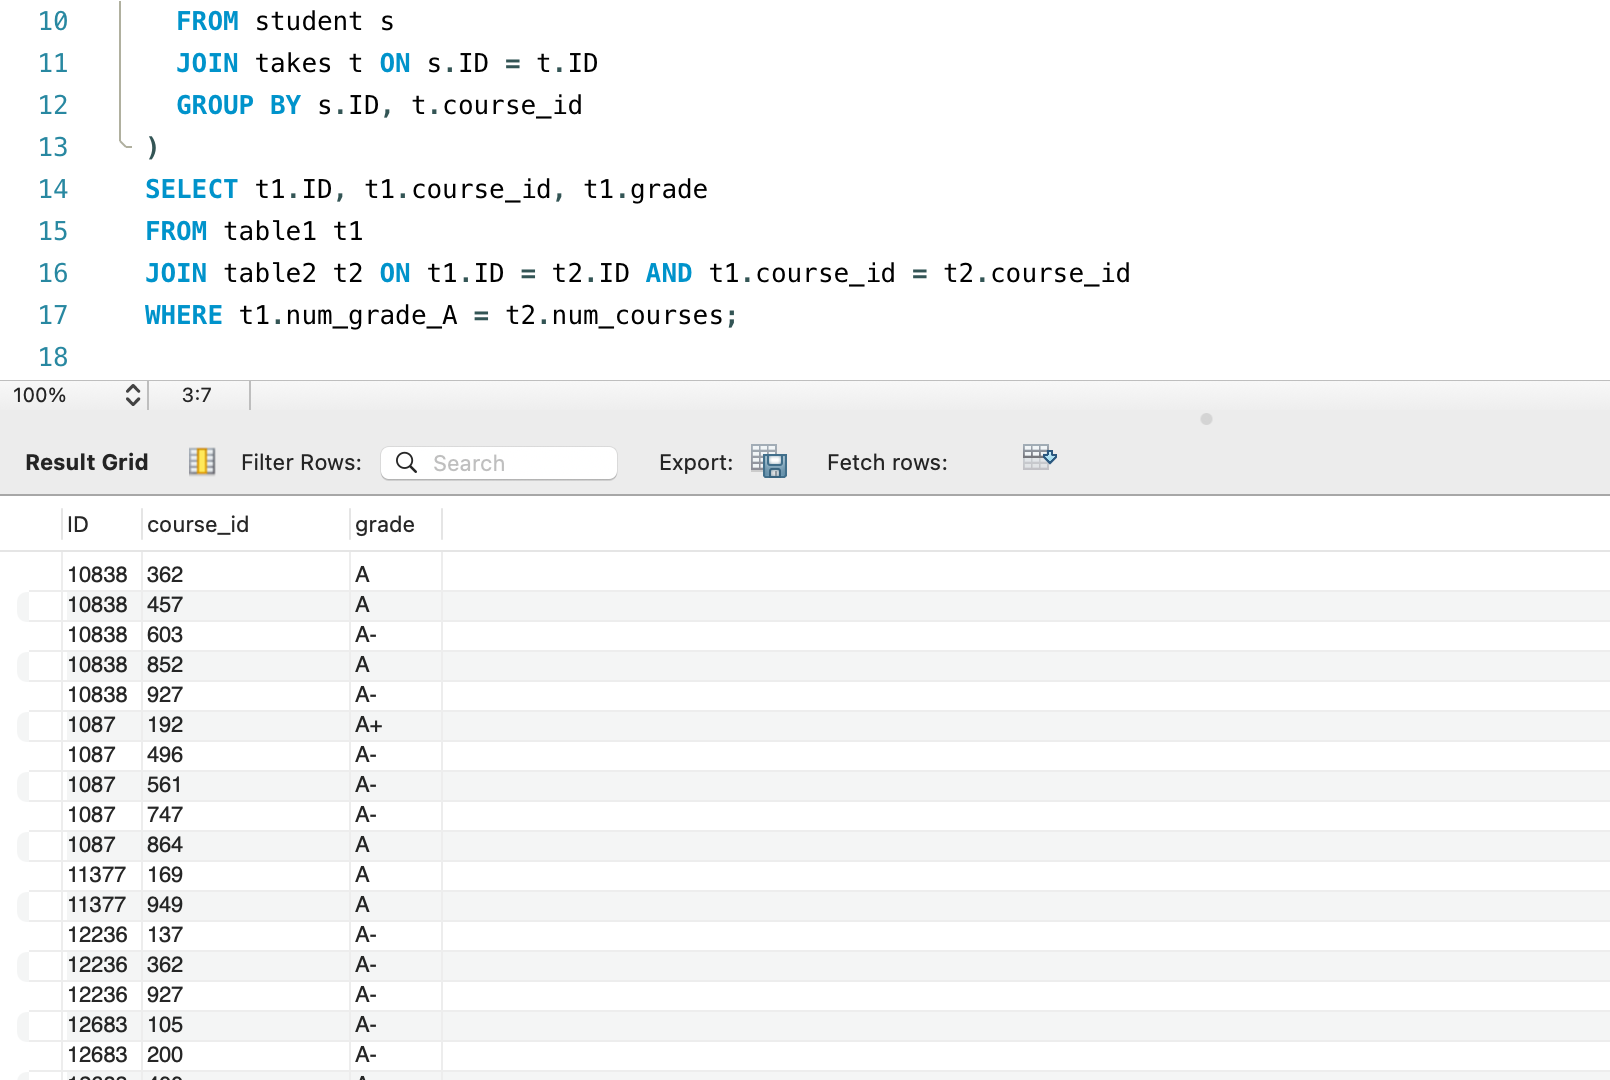 10 FROM student s
11 JOIN takes t ON s.ID = t.ID
12 GROUP BY s.ID, t.course_id
13 )
14 SELECT t1.ID, t1.course_id, t1.grade
15 FROM table1 t1
16 JOIN table2 t2 ON t1.ID = t2.ID AND t1.course_id = t2.course_id
17 WHERE t1.num_grade_A = t2.num_courses;
18
100% 3:7
Result Grid Filter Rows: Search Export: Fetch rows:
ID course_id grade
10838 362 A
10838 457 A
10838 603 A-
10838 852 A
10838 927 A-
1087 192 A+
1087 496 A-
1087 561 A-
1087 747 A-
1087 864 A
11377 169 A
11377 949 A
12236 137 A-
12236 362 A-
12236 927 A-
12683 105 A-
12683 200 A-